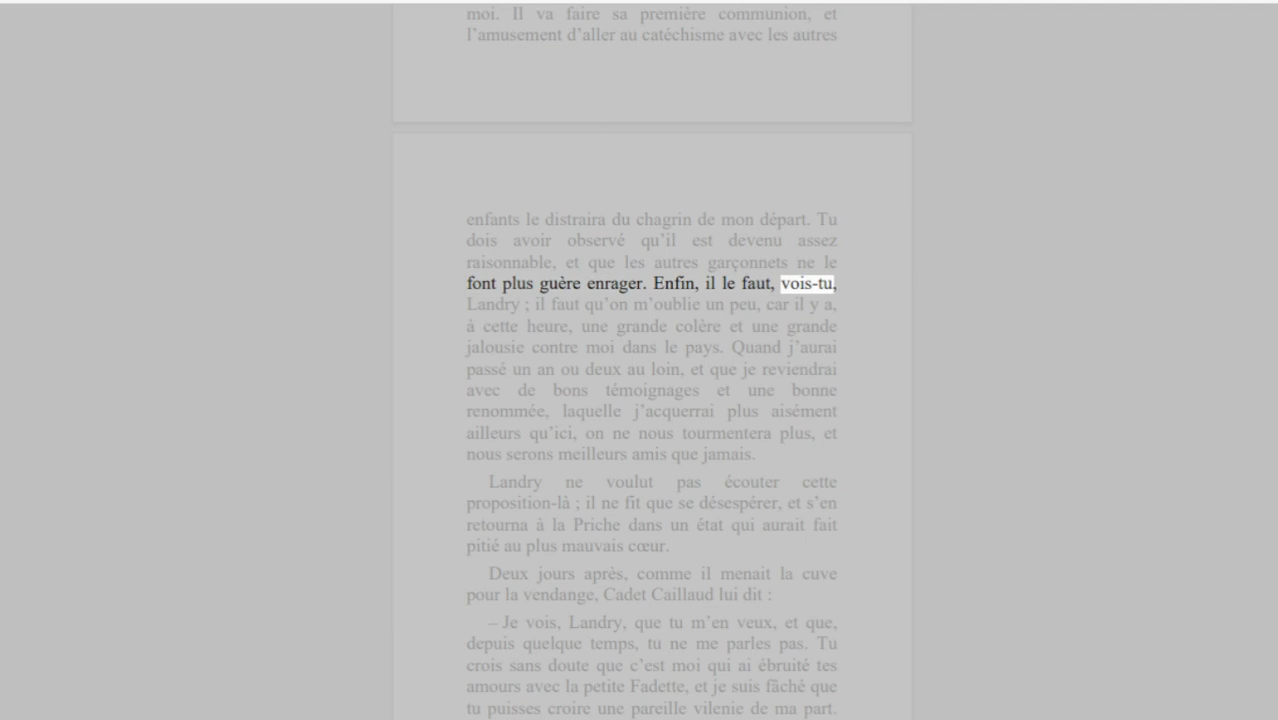 moi. Il va faire sa première communion, et
l’amusement d’aller au catéchisme avec les autres
enfants le distraira du chagrin de mon départ. Tu
dois avoir observé qu’il est devenu assez
raisonnable, et que les autres garçonnets ne le
font plus guère enrager. Enfin, il le faut, vois-tu,
Landry ; il faut qu’on m’oublie un peu, car il y a,
à cette heure, une grande colère et une grande
jalousie contre moi dans le pays. Quand j’aurai
passé un an ou deux au loin, et que je reviendrai
avec de bons témoignages et une bonne
renommée, laquelle j’acquerrai plus aisément
ailleurs qu’ici, on ne nous tourmentera plus, et
nous serons meilleurs amis que jamais.
Landry ne voulut pas écouter cette
proposition-là ; il ne fit que se désespérer, et s’en
retourna à la Priche dans un état qui aurait fait
pitié au plus mauvais cœur.
Deux jours après, comme il menait la cuve
pour la vendange, Cadet Caillaud lui dit :
– Je vois, Landry, que tu m’en veux, et que,
depuis quelque temps, tu ne me parles pas. Tu
crois sans doute que c’est moi qui ai ébruité tes
amours avec la petite Fadette, et je suis fâché que
tu puisses croire une pareille vilenie de ma part.